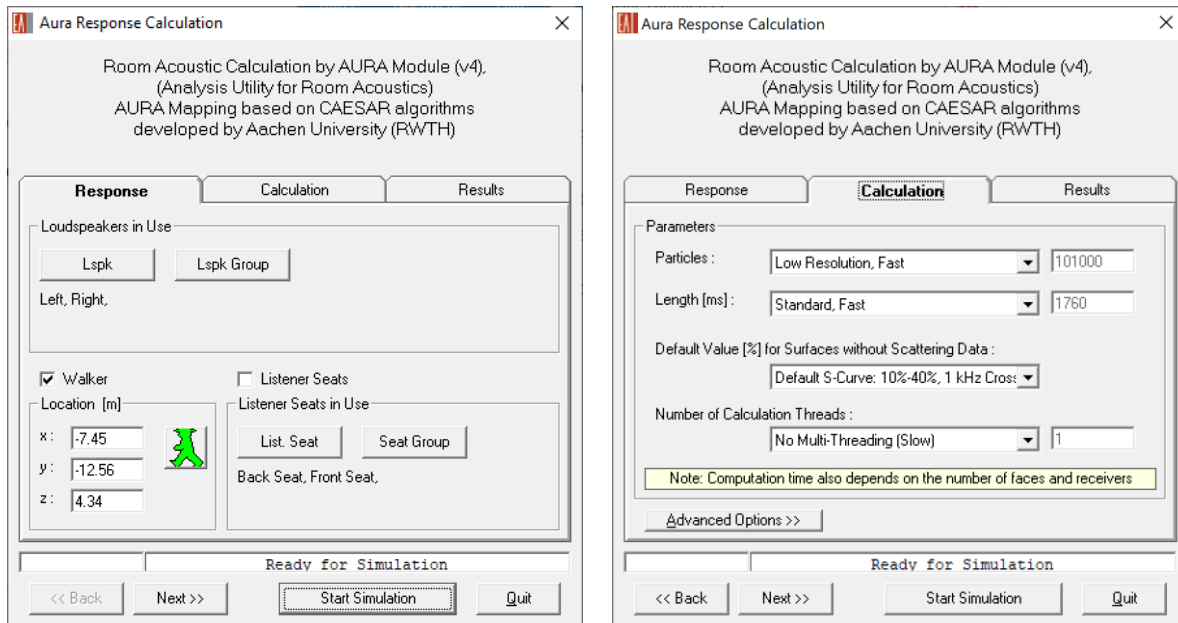 Aura Response Calculation
Room Acoustic Calculation by AURA Module (v4),
(Analysis Utility for Room Acoustics)
AURA Mapping based on CAESAR algorithms
developed by Aachen University (RWTH)
Response Calculation Results
Loudspeakers in Use
Lspk Lspk Group
Left, Right,
Walker Listener Seats
Location [m] Listener Seats in Use
x: -7.45
List. Seat Seat Group
y: -12.56
Back Seat, Front Seat,
z: 4.34
Ready for Simulation
<< Back Next >> Start Simulation Quit
Aura Response Calculation
Room Acoustic Calculation by AURA Module (v4),
(Analysis Utility for Room Acoustics)
AURA Mapping based on CAESAR algorithms
developed by Aachen University (RWTH)
Response Calculation Results
Parameters
Particles : Low Resolution, Fast 101000
Length [ms] : Standard, Fast 1760
Default Value [%] for Surfaces without Scattering Data :
Default S-Curve: 10%-40%, 1 kHz Cros
Number of Calculation Threads :
No Multi-Threading (Slow) 1
Note: Computation time also depends on the number of faces and receivers
Advanced Options >>
Ready for Simulation
<< Back Next >> Start Simulation Quit